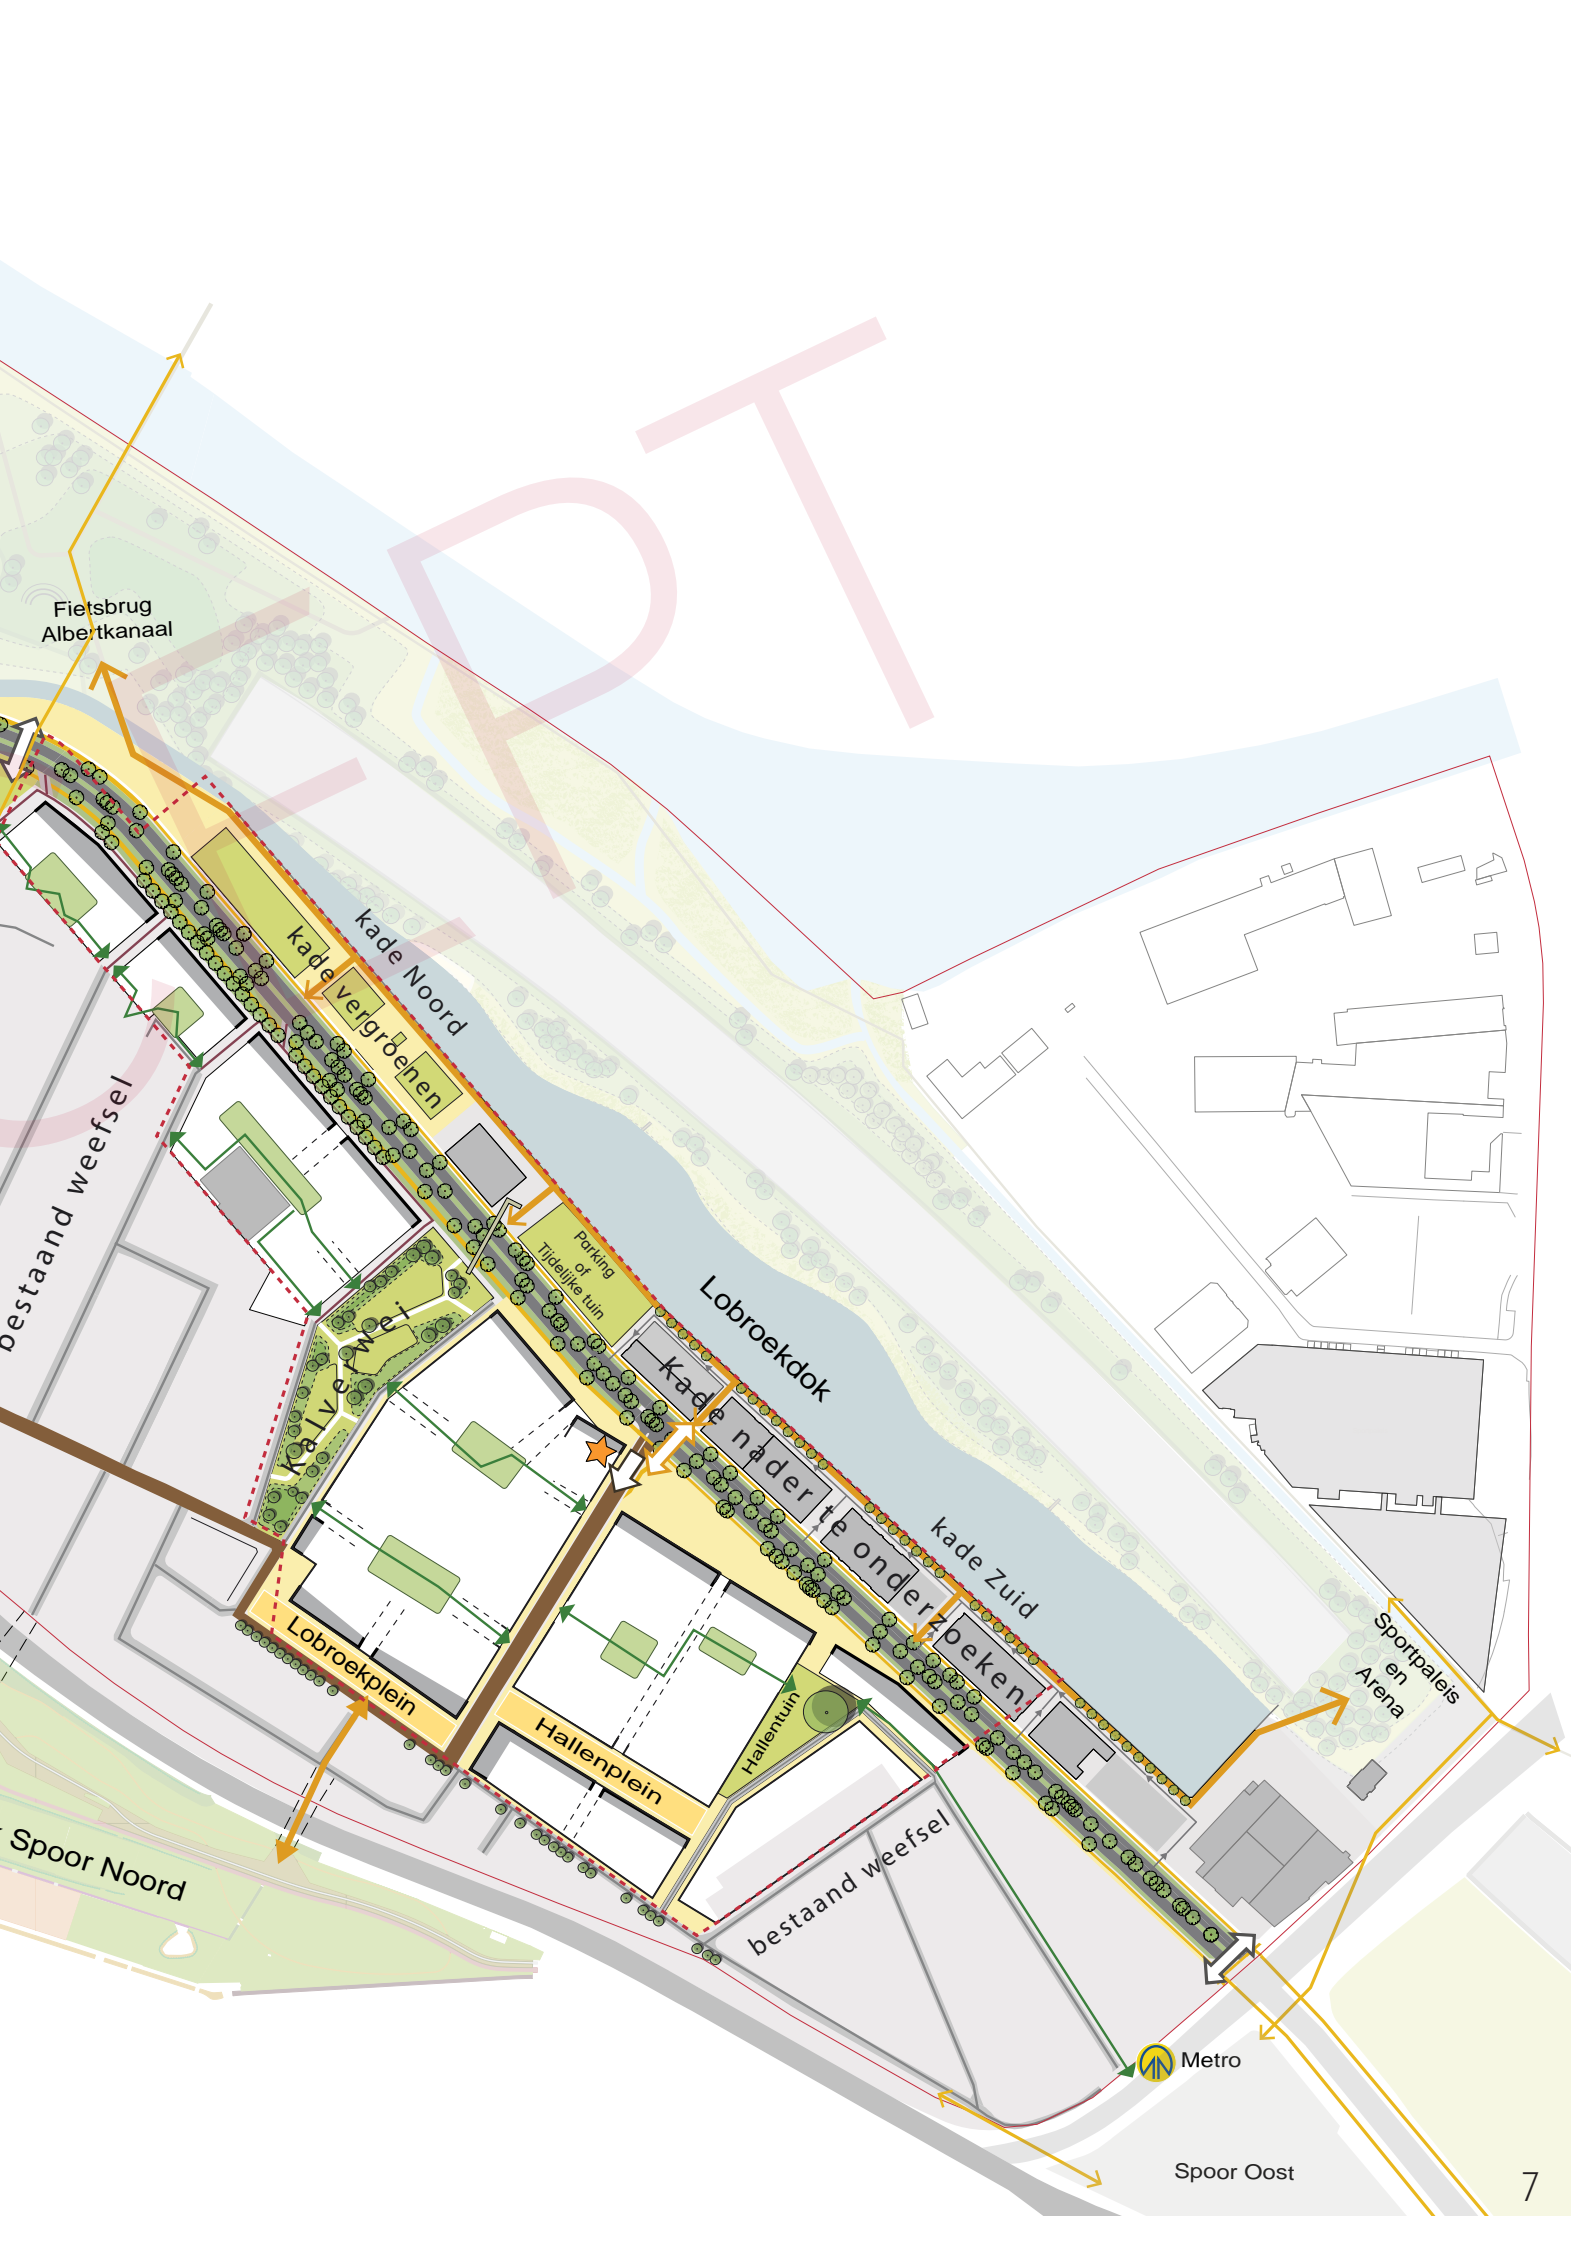 Fietsbrug
Albertkanaal
kade Noord
kade vergroenen
bestaand weefsel
Parking
of
Tijdelijke tuin
Lobroekdok
Kalverwei
Kade nader te onderzoeken
kade Zuid
Sportpaleis
en
Arena
Lobroekplein
Hallenplein
Hallentuin
bestaand weefsel
Spoor Noord
Metro
Spoor Oost
7